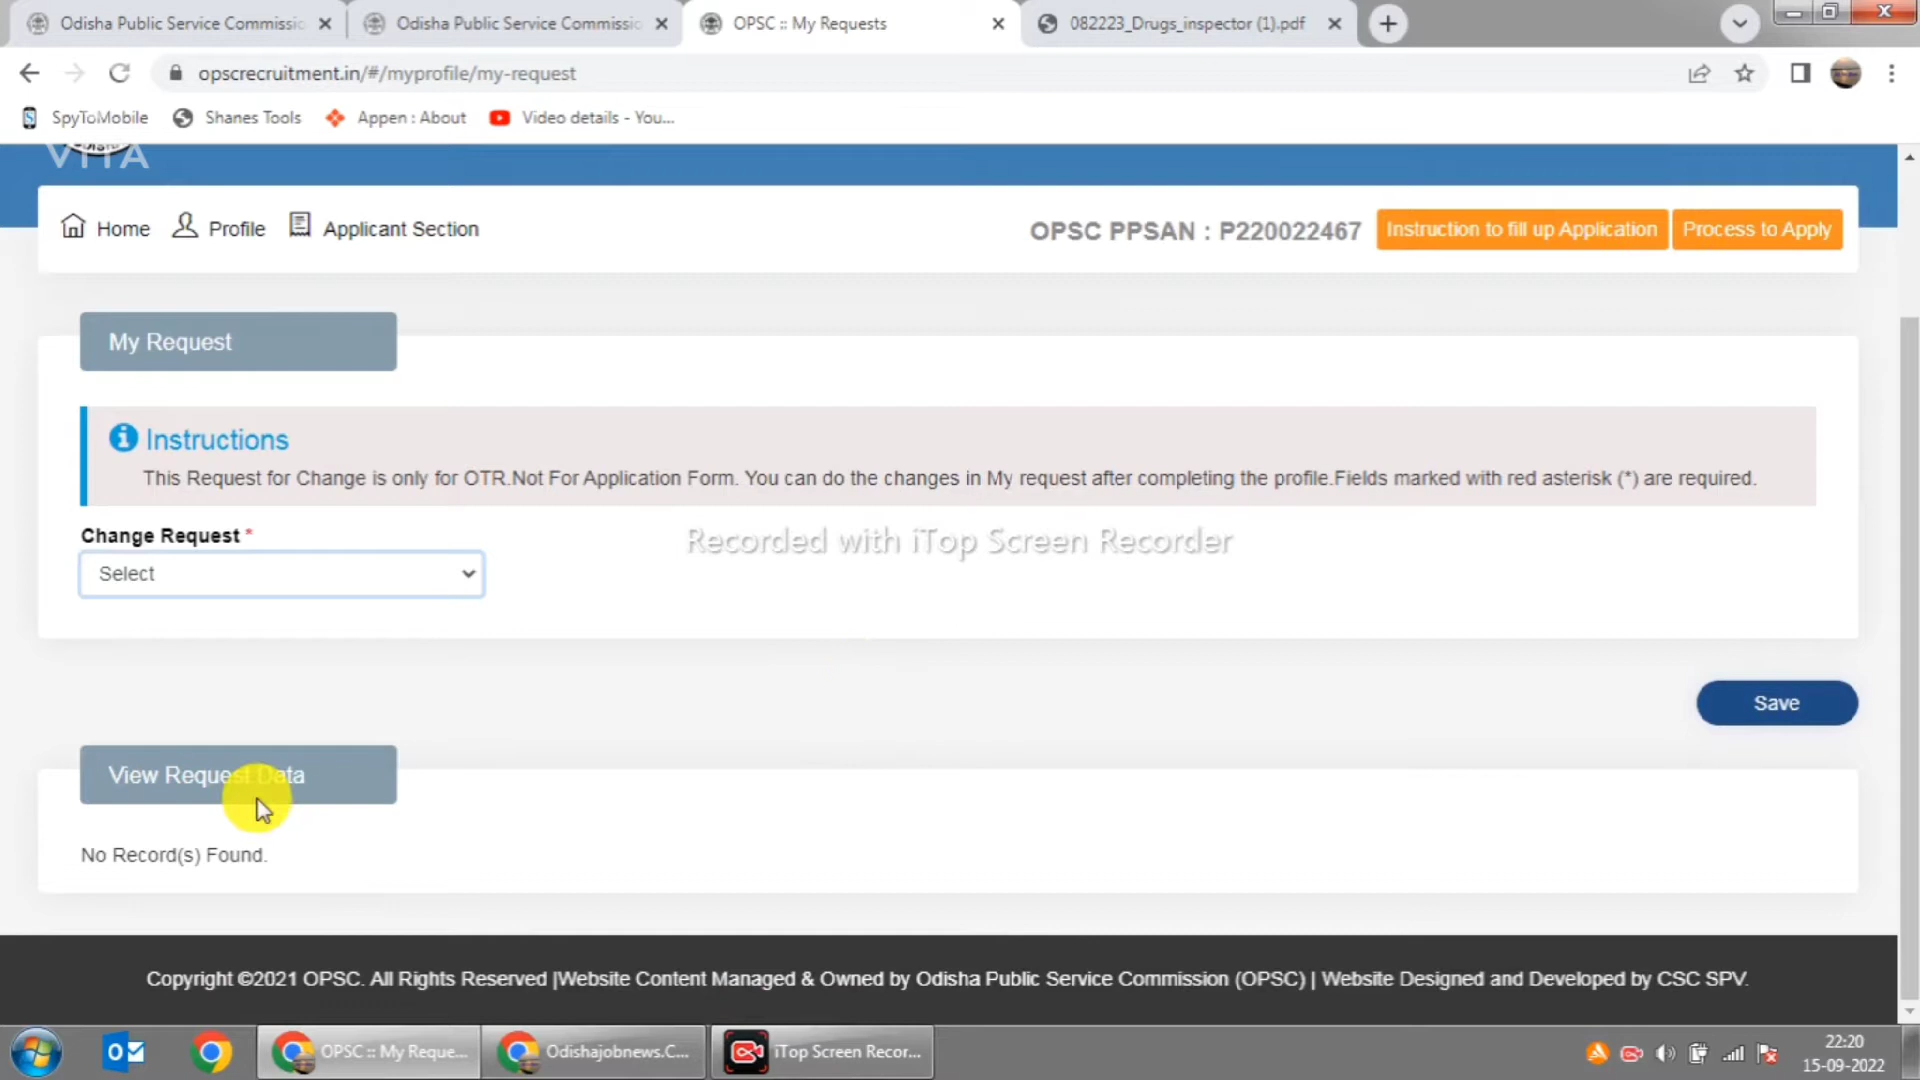 Odisha Public Service Commissio
Odisha Public Service Commissio
OPSC :: My Requests
082223_Drugs_inspector (1).pdf
opscrecruitment.in/#/myprofile/my-request
SpyToMobile
Shanes Tools
Appen : About
Video details - You...
VITA
Home
Profile
Applicant Section
OPSC PPSAN : P220022467
Instruction to fill up Application
Process to Apply
My Request
Instructions
This Request for Change is only for OTR.Not For Application Form. You can do the changes in My request after completing the profile.Fields marked with red asterisk (*) are required.
Change Request *
Recorded with iTop Screen Recorder
Select
Save
View Request Data
No Record(s) Found.
Copyright ©2021 OPSC. All Rights Reserved |Website Content Managed & Owned by Odisha Public Service Commission (OPSC) | Website Designed and Developed by CSC SPV.
OPSC :: My Reque...
Odishajobnews.C...
iTop Screen Recor...
22:20
15-09-2022